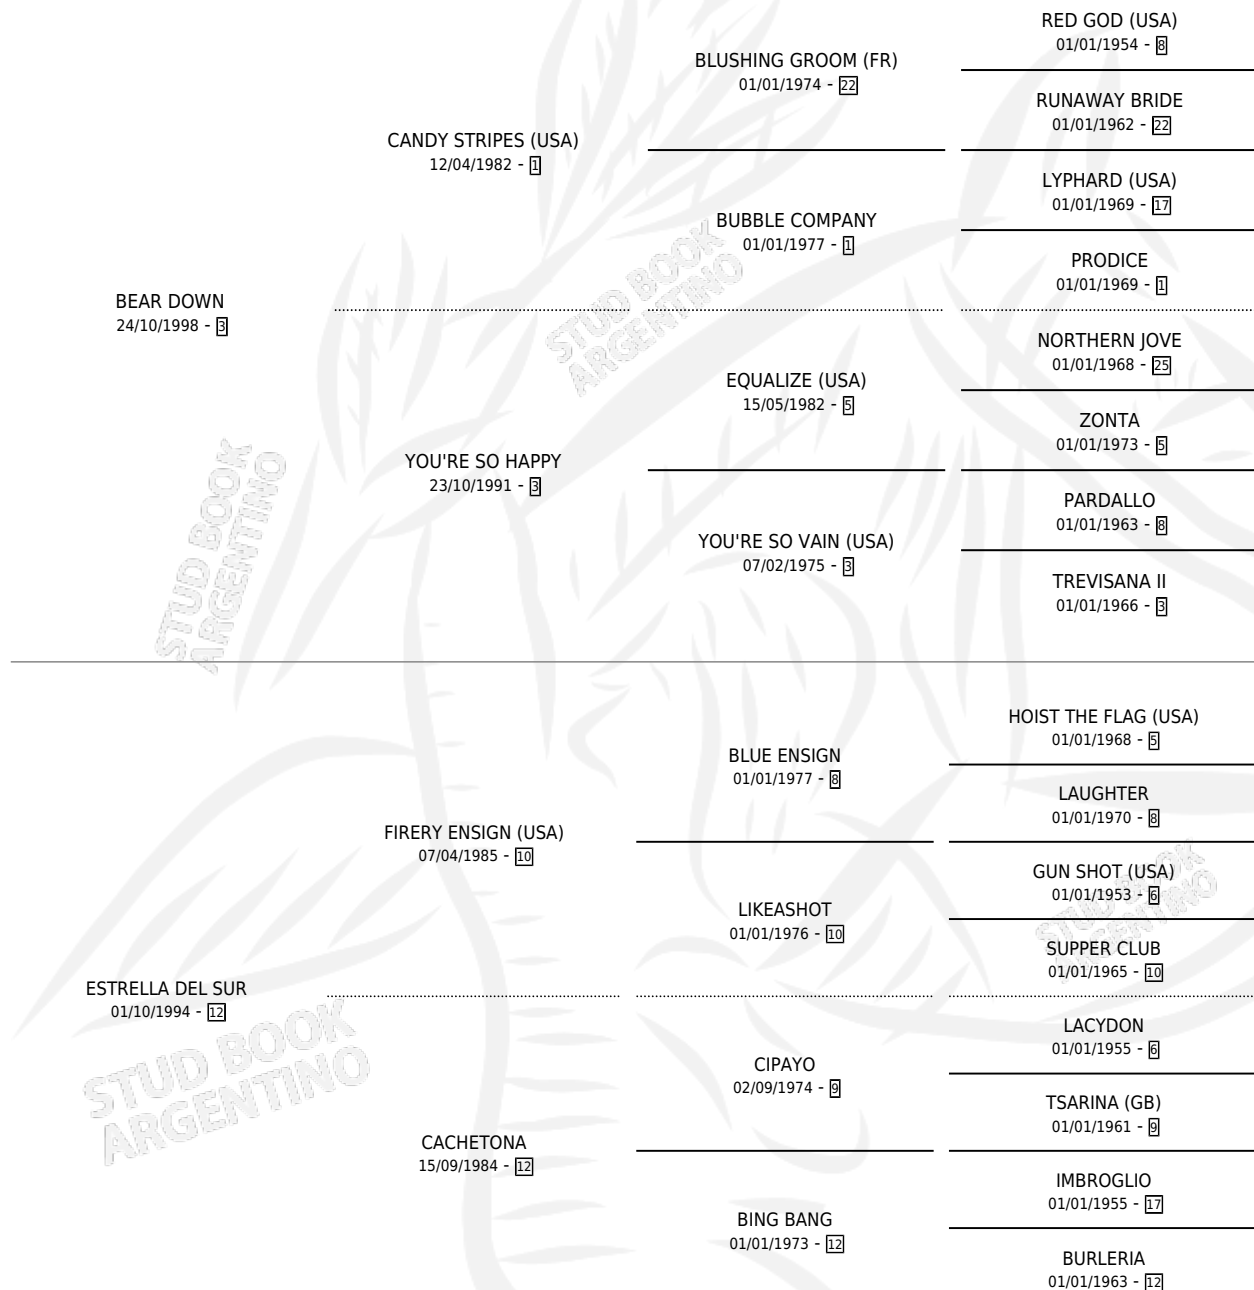 RED GOD (USA)
01/01/1954 - 8
BLUSHING GROOM (FR)
01/01/1974 - 22
RUNAWAY BRIDE
01/01/1962 - 22
CANDY STRIPES (USA)
12/04/1982 - 1
LYPHARD (USA)
01/01/1969 - 17
BUBBLE COMPANY
01/01/1977 - 1
PRODICE
01/01/1969 - 1
BEAR DOWN
24/10/1998 - 3
NORTHERN JOVE
01/01/1968 - 25
EQUALIZE (USA)
15/05/1982 - 5
ZONTA
01/01/1973 - 5
YOU'RE SO HAPPY
23/10/1991 - 3
PARDALLO
01/01/1963 - 8
YOU'RE SO VAIN (USA)
07/02/1975 - 3
TREVISANA II
01/01/1966 - 3
HOIST THE FLAG (USA)
01/01/1968 - 5
BLUE ENSIGN
01/01/1977 - 8
LAUGHTER
01/01/1970 - 8
FIRERY ENSIGN (USA)
07/04/1985 - 10
GUN SHOT (USA)
01/01/1953 - 6
LIKEASHOT
01/01/1976 - 10
SUPPER CLUB
01/01/1965 - 10
ESTRELLA DEL SUR
01/10/1994 - 12
LACYDON
01/01/1955 - 6
CIPAYO
02/09/1974 - 9
TSARINA (GB)
01/01/1961 - 9
CACHETONA
15/09/1984 - 12
IMBROGLIO
01/01/1955 - 17
BING BANG
01/01/1973 - 12
BURLERIA
01/01/1963 - 12
STUD BOOK
ARGENTINO
STUD BOOK
ARGENTINO
STUD BOOK
ARGENTINO
STUD BOOK
ARGENTINO